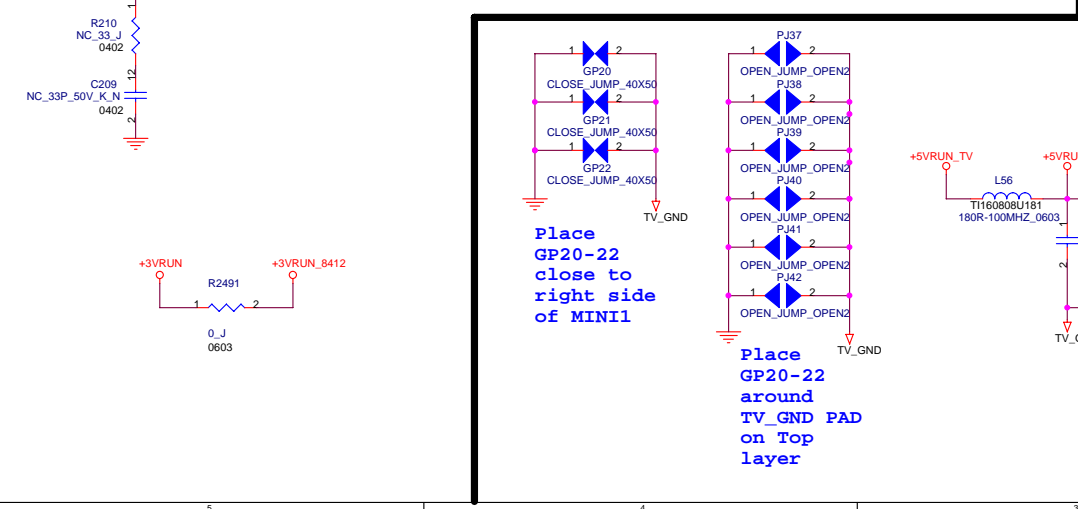 1
R210
NC_33_J
0402
12
C209
NC_33P_50V_K_N
0402
2
+3VRUN
+3VRUN_8412
R2491
1
2
0_J
0603
1
2
GP20
CLOSE_JUMP_40X50
1
2
GP21
CLOSE_JUMP_40X50
1
2
GP22
CLOSE_JUMP_40X50
TV_GND
Place
GP20-22
close to
right side
of MINI1
PJ37
1
2
OPEN_JUMP_OPEN2
PJ38
1
2
OPEN_JUMP_OPEN2
PJ39
1
2
OPEN_JUMP_OPEN2
PJ40
1
2
OPEN_JUMP_OPEN2
PJ41
1
2
OPEN_JUMP_OPEN2
PJ42
1
2
OPEN_JUMP_OPEN2
TV_GND
Place
GP20-22
around
TV_GND PAD
on Top
layer
+5VRUN_TV
+5VRU
L56
TI160808U181
180R-100MHZ_0603
1
2
TV_G
5
4
3